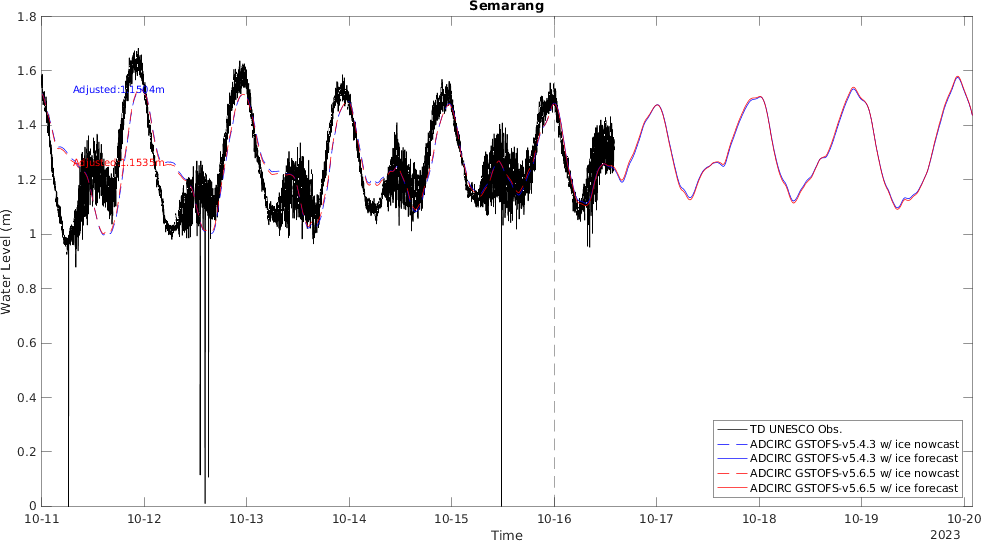 Semarang
1.8
1.6
1.4
1.2
1
0.8
0.6
0.4
0.2
0
Water Level (m)
Adjusted:1.1504m
Adjusted:1.1535m
TD UNESCO Obs.
ADCIRC GSTOFS-v5.4.3 w/ ice nowcast
ADCIRC GSTOFS-v5.4.3 w/ ice forecast
ADCIRC GSTOFS-v5.6.5 w/ ice nowcast
ADCIRC GSTOFS-v5.6.5 w/ ice forecast
10-11 10-12 10-13 10-14 10-15 10-16 10-17 10-18 10-19 10-20
Time
2023